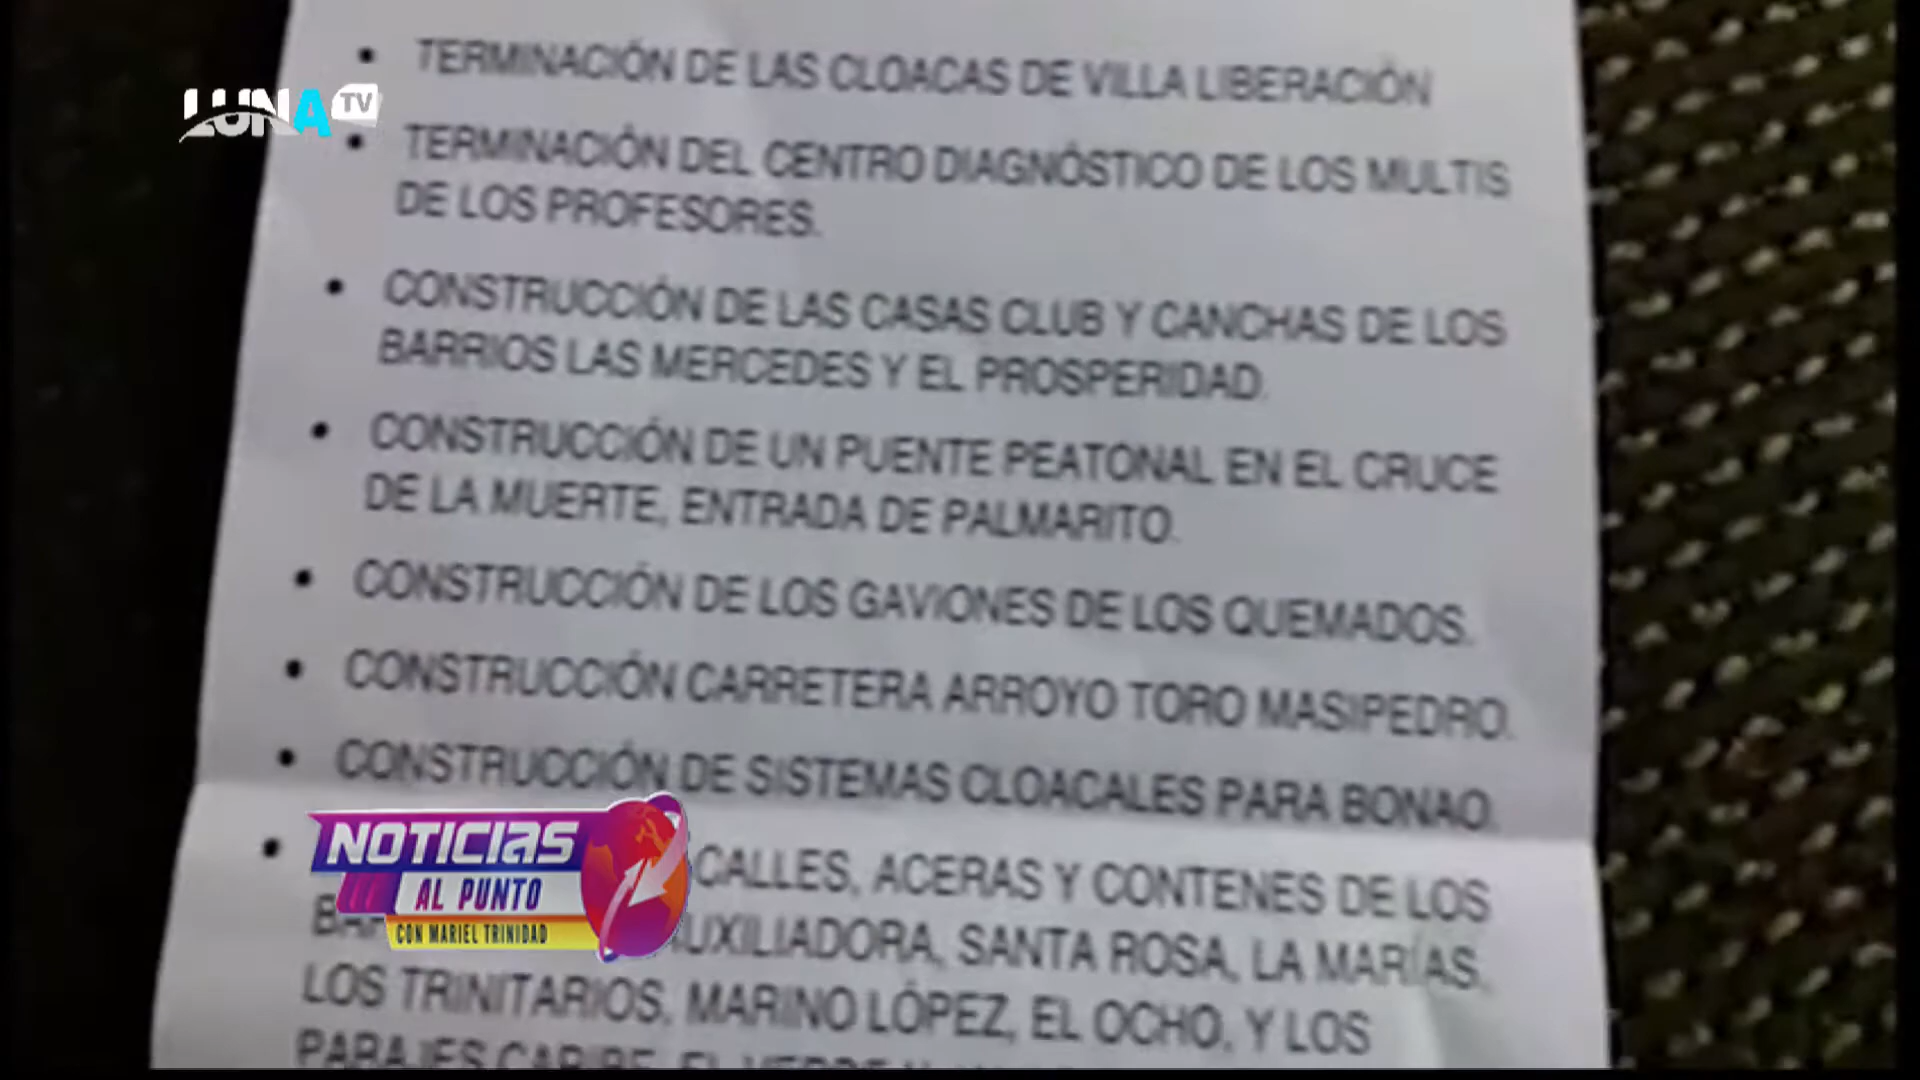 LUNA TV
• TERMINACIÓN DE LAS CLOACAS DE VILLA LIBERACIÓN
• TERMINACIÓN DEL CENTRO DIAGNÓSTICO DE LOS MULTIS
DE LOS PROFESORES.
• CONSTRUCCIÓN DE LAS CASAS CLUB Y CANCHAS DE LOS
BARRIOS LAS MERCEDES Y EL PROSPERIDAD.
• CONSTRUCCIÓN DE UN PUENTE PEATONAL EN EL CRUCE
DE LA MUERTE, ENTRADA DE PALMARITO.
• CONSTRUCCIÓN DE LOS GAVIONES DE LOS QUEMADOS.
• CONSTRUCCIÓN CARRETERA ARROYO TORO MASIPEDRO.
• CONSTRUCCIÓN DE SISTEMAS CLOACALES PARA BONAO.
• CALLES, ACERAS Y CONTENES DE LOS
SANTA ROSA, LA MARÍAS,
LOS TRINITARIOS, MARINO LÓPEZ, EL OCHO, Y LOS
PARAJES CARIBE, EL VERDE
NOTICIAS
AL PUNTO
CON MARIEL TRINIDAD